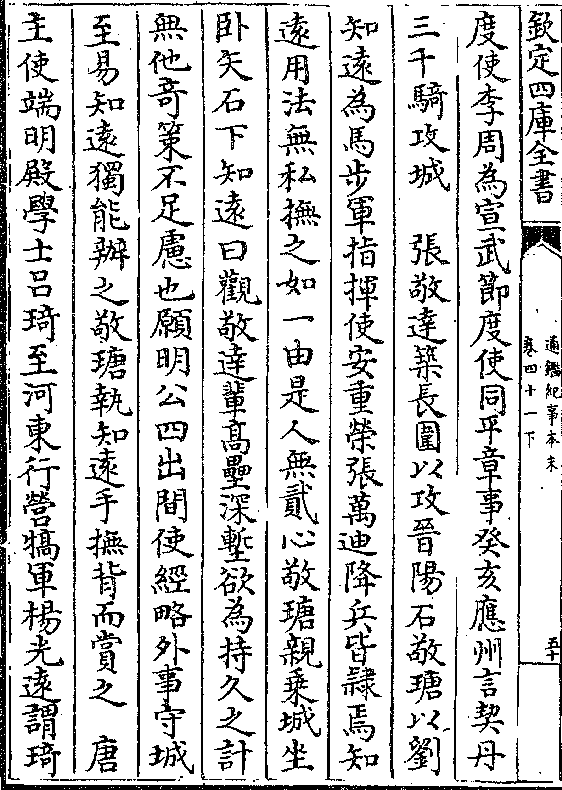 欽定四庫全書
通鑑紀事本末
卷四十一下
五十
度使李周為宣武節度使同平章事癸亥應州言契丹
三千騎攻城　張敬達築長圍以攻晉陽石敬瑭以劉
知遠為馬步軍指揮使安重榮張萬迪降兵皆隸焉知
遠用法無私撫之如一由是人無貳心敬瑭親乗城坐
卧矢石下知遠曰觀敬達輩髙壘深塹欲為持久之計
無他竒策不足慮也願明公四出間使經略外事守城
至易知遠獨能辦之敬瑭執知遠手撫背而賞之　唐
主使端明殿學士呂琦至河東行營犒軍楊光遠謂琦